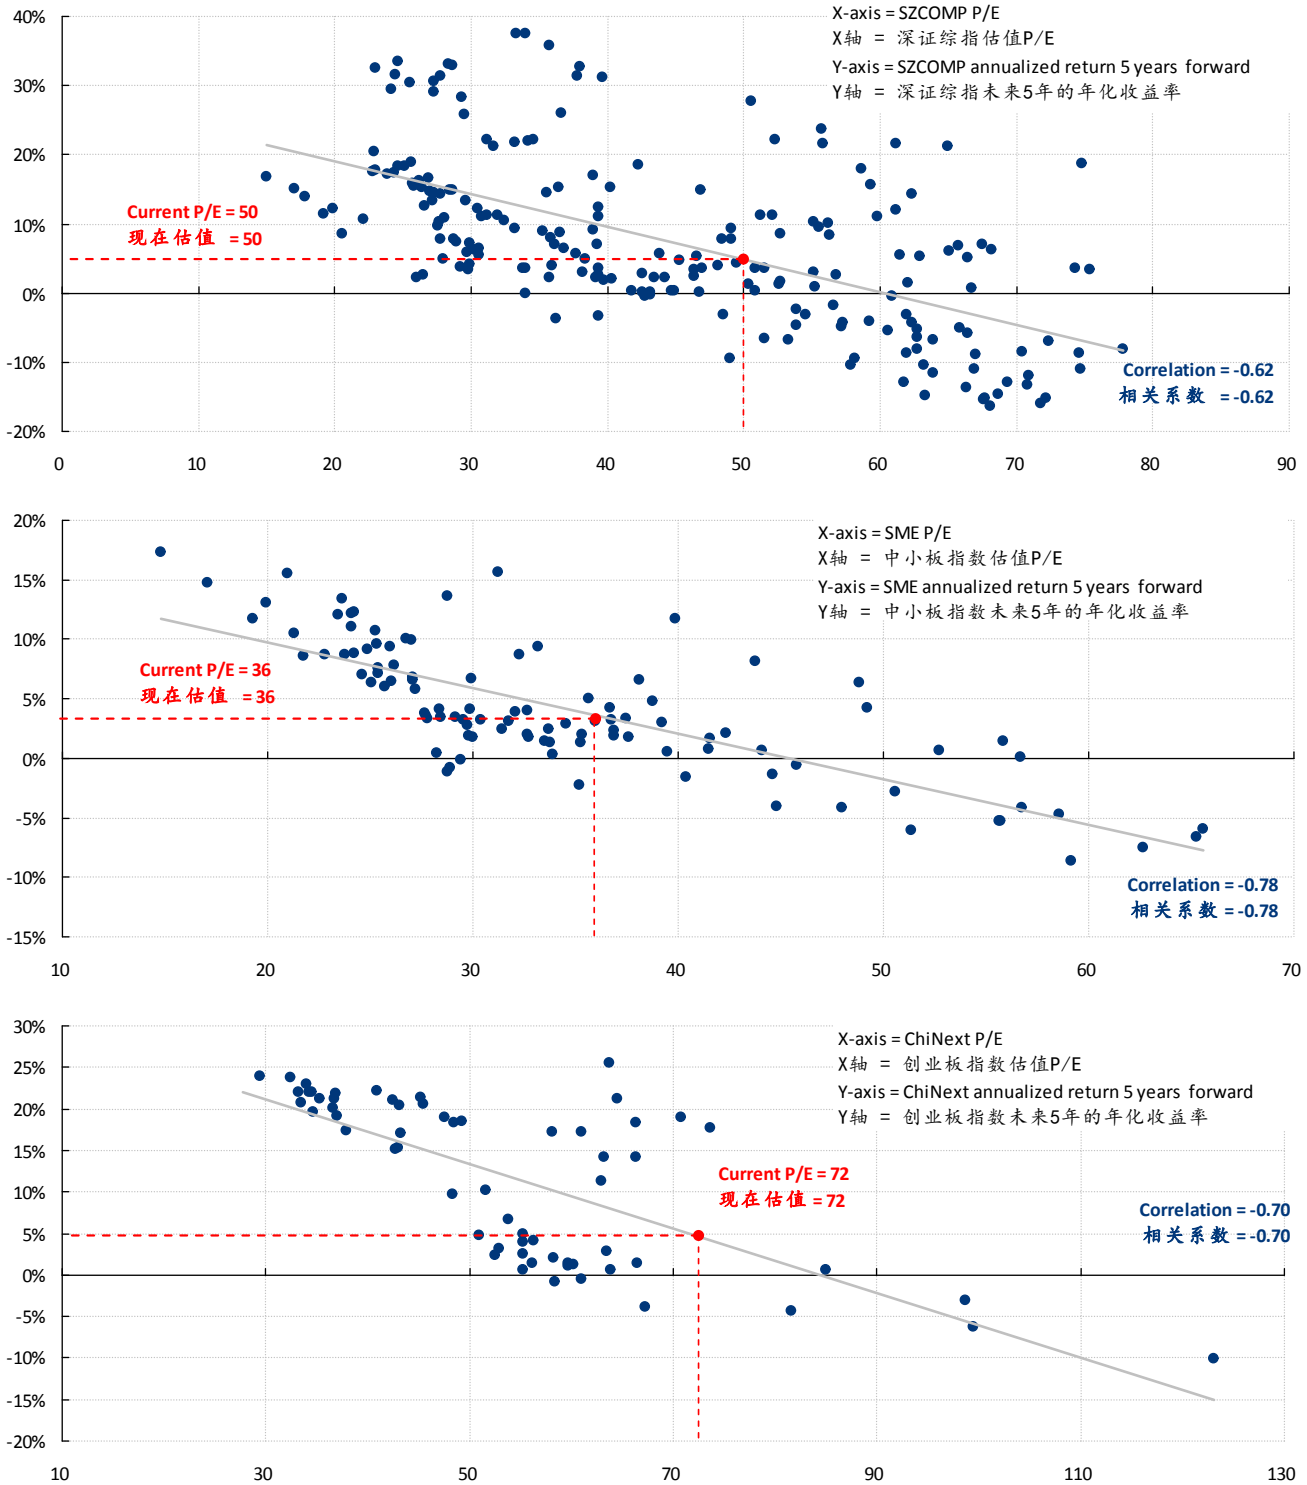 X-axis = SZCOMP P/E
X轴 = 深证综指估值P/E
Y-axis = SZCOMP annualized return 5 years forward
Y轴 = 深证综指未来5年的年化收益率
40%
30%
20%
10%
0%
-10%
-20%
Current P/E = 50
现在估值 = 50
Correlation = -0.62
相关系数 = -0.62
0 10 20 30 40 50 60 70 80 90
X-axis = SME P/E
X轴 = 中小板指数估值P/E
Y-axis = SME annualized return 5 years forward
Y轴 = 中小板指数未来5年的年化收益率
20%
15%
10%
5%
0%
-5%
-10%
-15%
Current P/E = 36
现在估值 = 36
Correlation = -0.78
相关系数 = -0.78
10 20 30 40 50 60 70
X-axis = ChiNext P/E
X轴 = 创业板指数估值P/E
Y-axis = ChiNext annualized return 5 years forward
Y轴 = 创业板指数未来5年的年化收益率
30%
25%
20%
15%
10%
5%
0%
-5%
-10%
-15%
-20%
Current P/E = 72
现在估值 = 72
Correlation = -0.70
相关系数 = -0.70
10 30 50 70 90 110 130